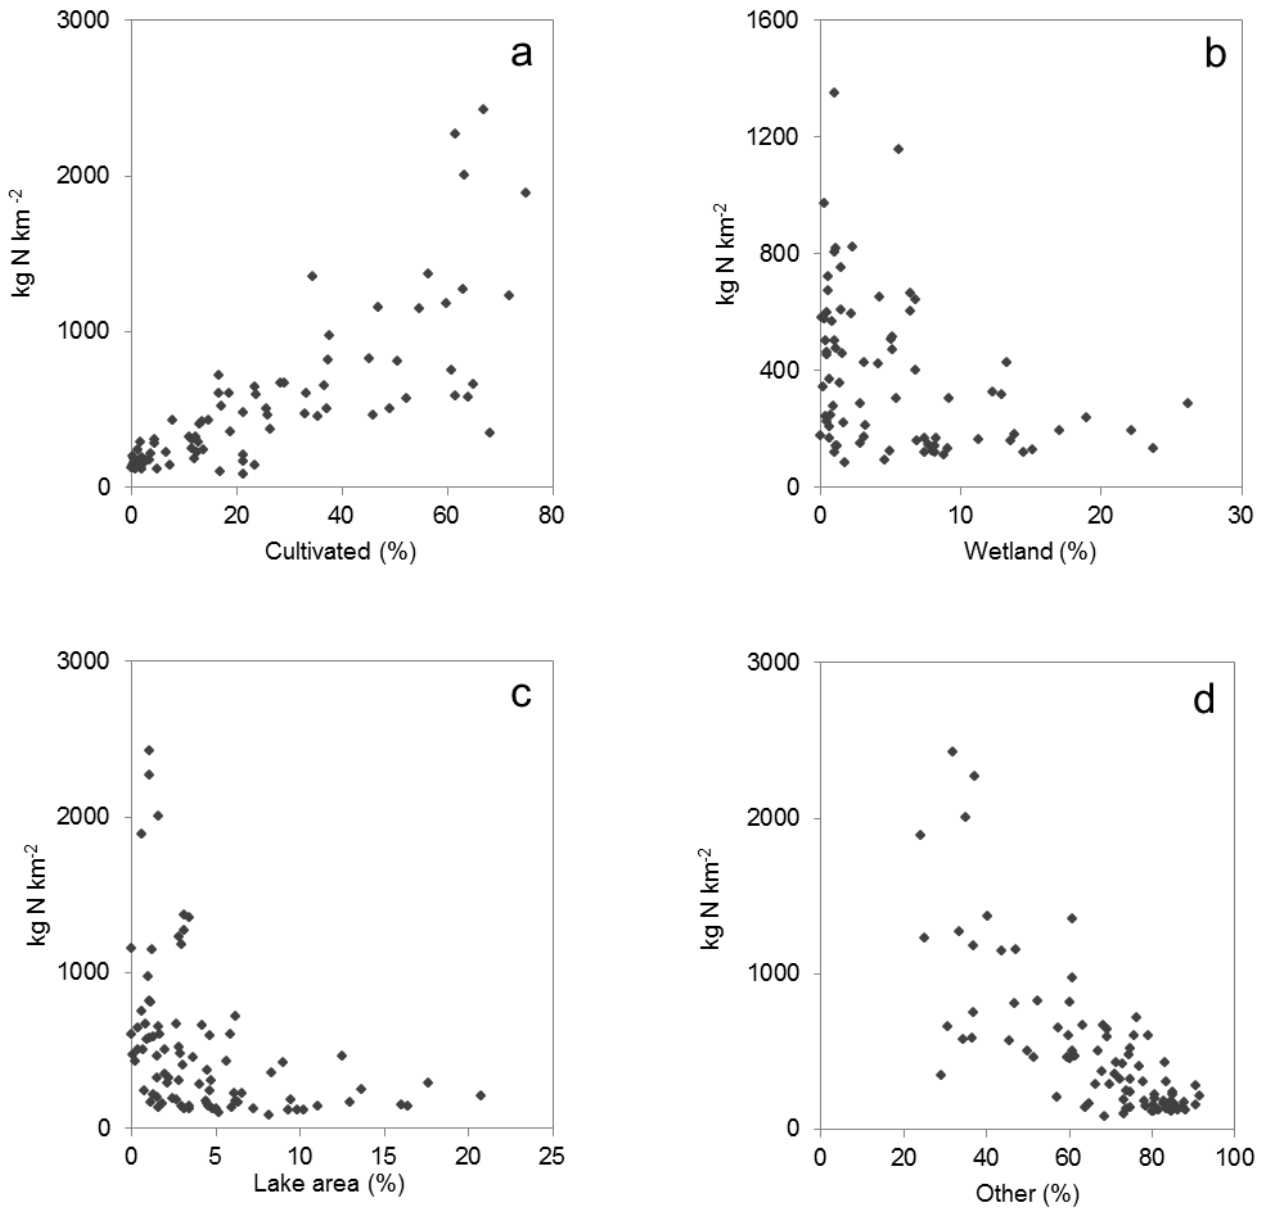 a
3000
2000
1000
0
kg N km⁻²
0 20 40 60 80
Cultivated (%)
b
1600
1200
800
400
0
kg N km⁻²
0 10 20 30
Wetland (%)
c
3000
2000
1000
0
kg N km⁻²
0 5 10 15 20 25
Lake area (%)
d
3000
2000
1000
0
kg N km⁻²
0 20 40 60 80 100
Other (%)